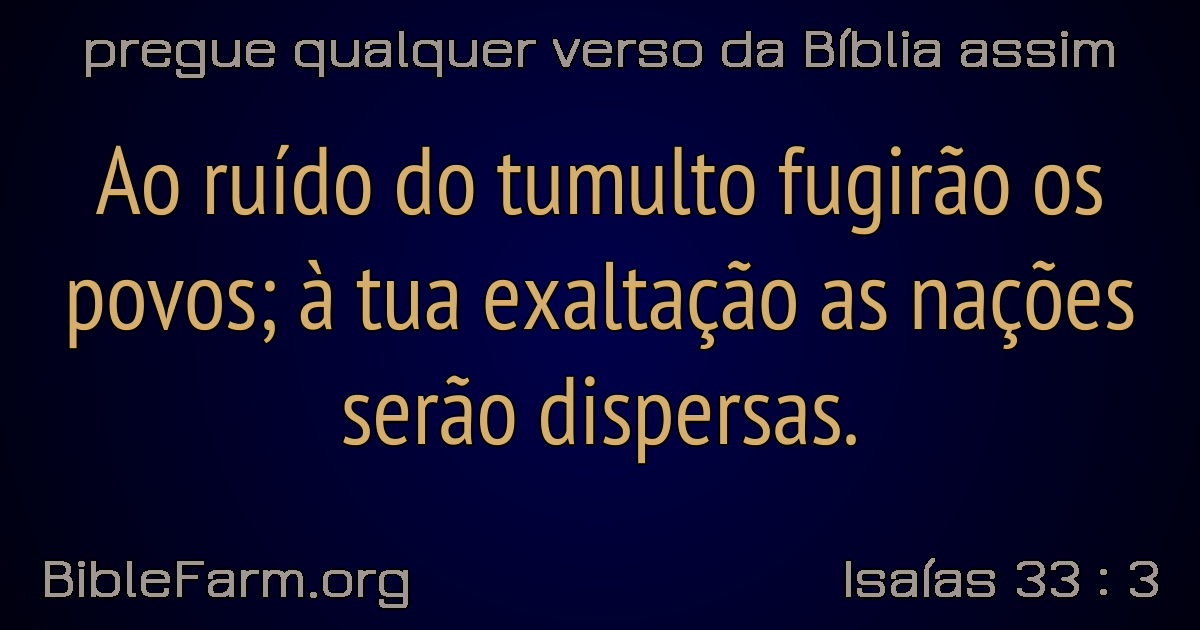 pregue qualquer verso da Bíblia assim
Ao ruído do tumulto fugirão os
povos; à tua exaltação as nações
serão dispersas.
BibleFarm.org
Isaías 33 : 3